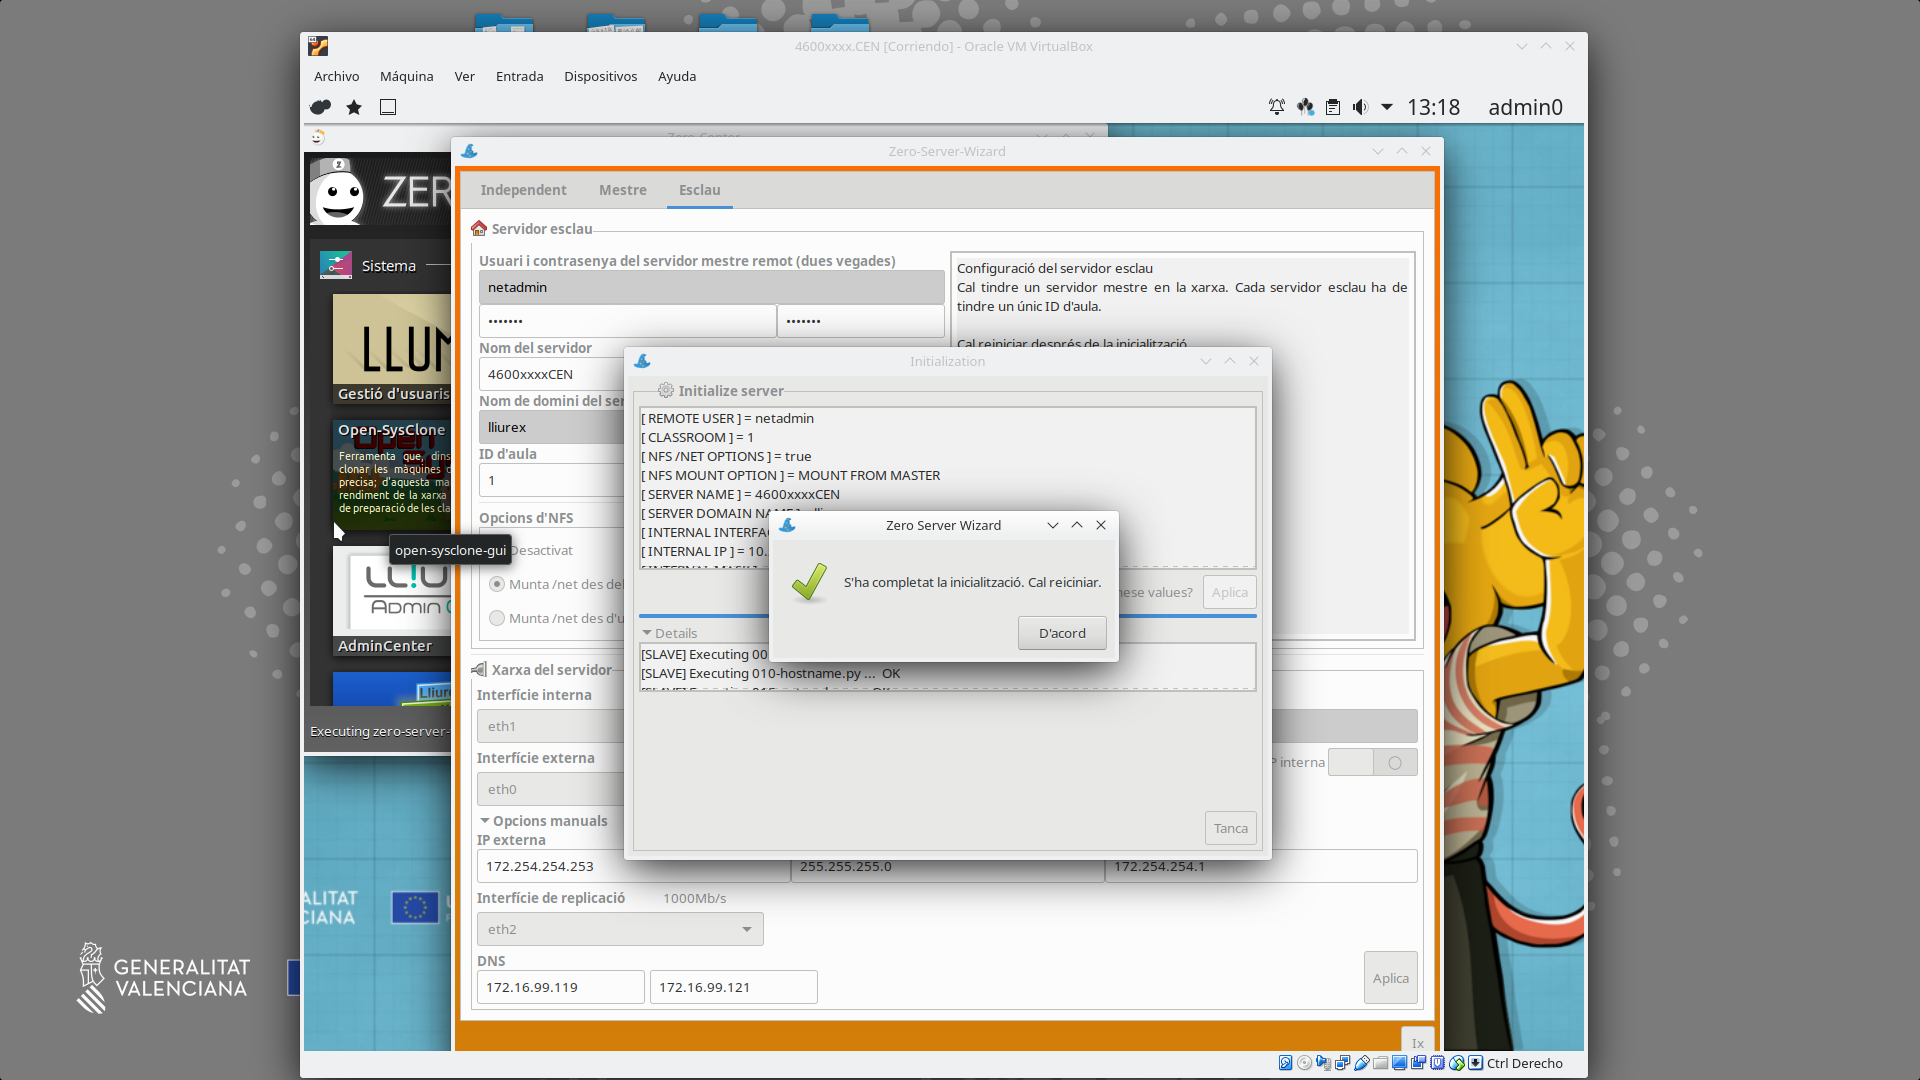 4600xxxx.CEN [Corriendo] - Oracle VM VirtualBox
Archivo Máquina Ver Entrada Dispositivos Ayuda
13:18 admin0
Zero-Center
Zero-Server-Wizard
ZER
Independent Mestre Esclau
Servidor esclau
Sistema
Usuari i contrasenya del servidor mestre remot (dues vegades)
netadmin
••••••• •••••••
Configuració del servidor esclau
Cal tindre un servidor mestre en la xarxa. Cada servidor esclau ha de
tindre un únic ID d'aula.
Cal reiniciar després de la inicialització
LLUM
Gestió d'usuaris
Nom del servidor
4600xxxxCEN
Nom de domini del ser
lliurex
ID d'aula
1
Open-SysClone
Ferramenta que, dins
clonar les màquines d
precisa; d'aquesta ma
rendiment de la xarxa
de preparació de les cla
open-sysclone-gui
Opcions d'NFS
Desactivat
Munta /net des del
Munta /net des d'u
LL!U
Admin
AdminCenter
Lliure
Executing zero-server-
Initialization
Initialize server
[ REMOTE USER ] = netadmin
[ CLASSROOM ] = 1
[ NFS /NET OPTIONS ] = true
[ NFS MOUNT OPTION ] = MOUNT FROM MASTER
[ SERVER NAME ] = 4600xxxxCEN
[ SERVER DOMAIN NAME
[ INTERNAL INTERFAC
[ INTERNAL IP ] = 10.
hese values? Aplica
Zero Server Wizard
S'ha completat la inicialització. Cal reiciniar.
D'acord
Details
[SLAVE] Executing 00
[SLAVE] Executing 010-hostname.py ... OK
Tanca
Xarxa del servidor
Interfície interna
eth1
Interfície externa
eth0
P interna
Opcions manuals
IP externa
172.254.254.253 255.255.255.0 172.254.254.1
Interfície de replicació 1000Mb/s
eth2
DNS
172.16.99.119 172.16.99.121
Aplica
Ix
ALITAT
CIANA
GENERALITAT
VALENCIANA
Ctrl Derecho